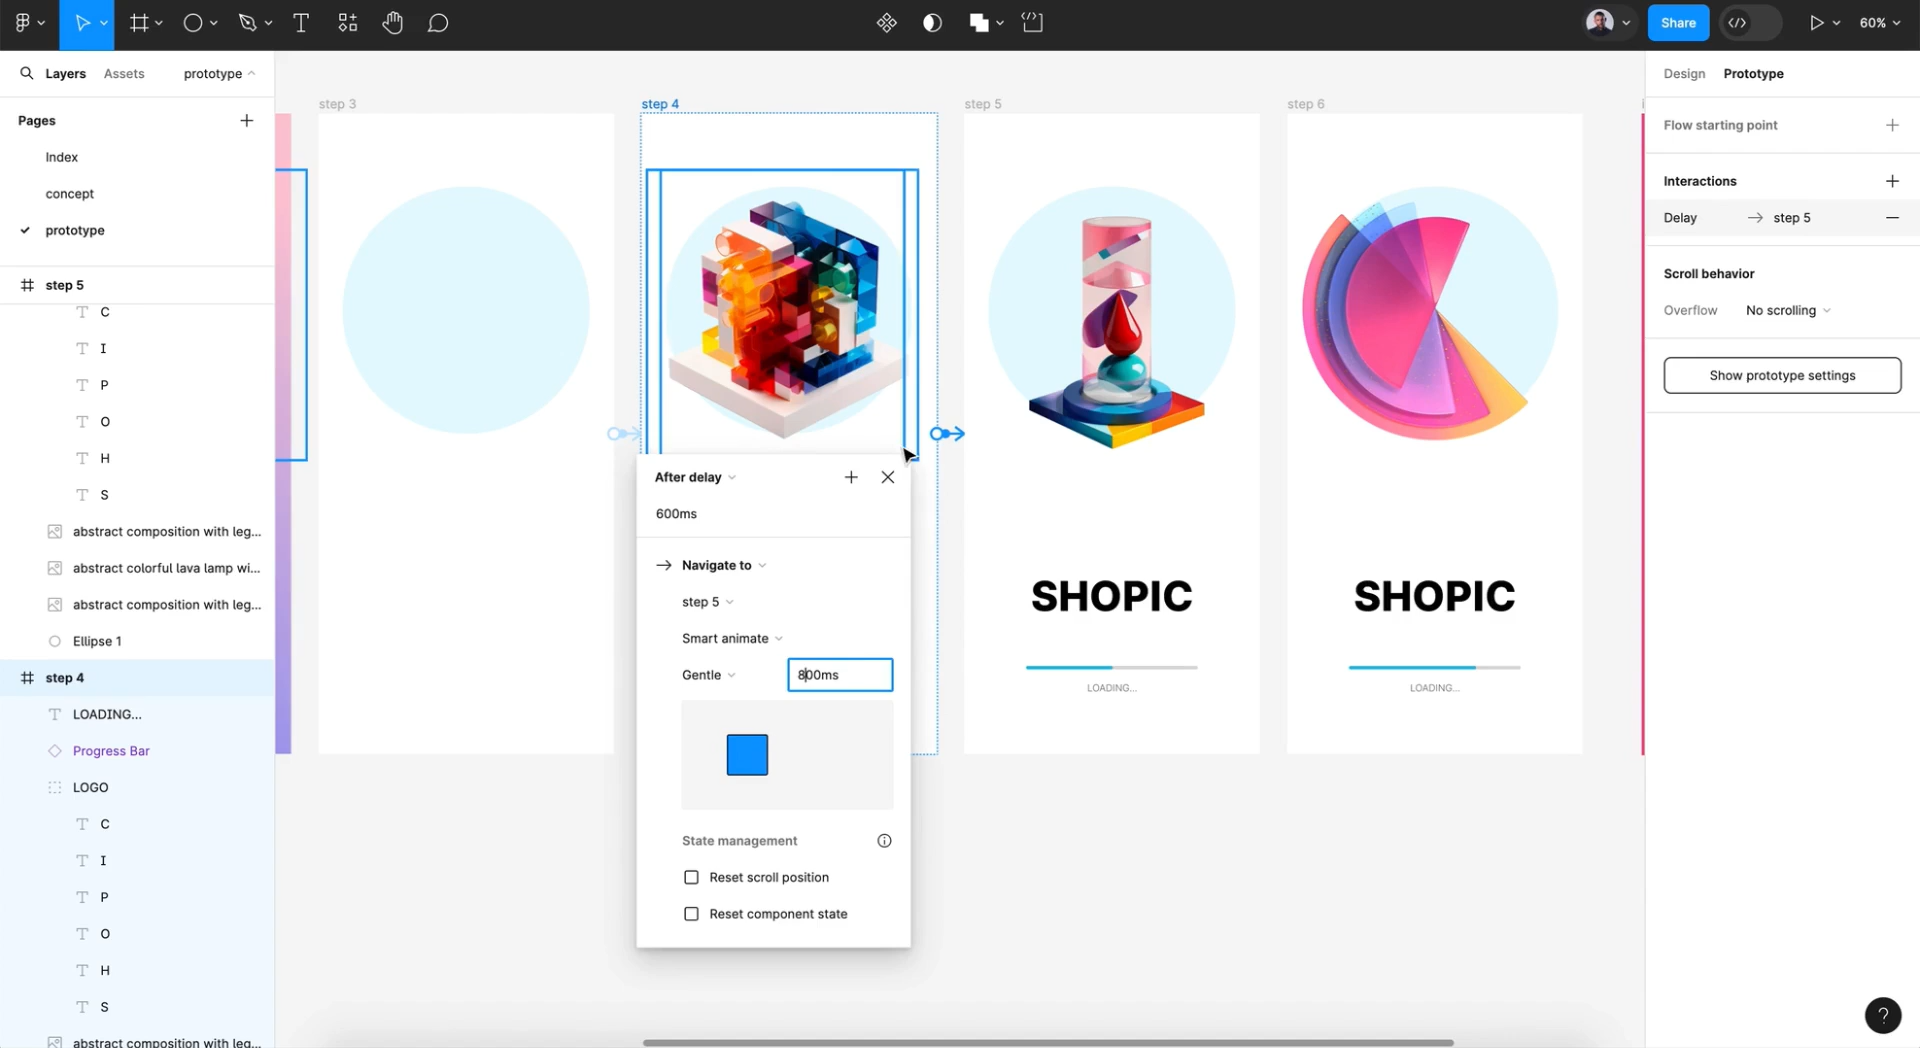 Share
60%
Layers
Assets
prototype
Design
Prototype
Pages
Index
concept
prototype
step 5
C
I
P
O
H
S
abstract composition with leg...
abstract colorful lava lamp wi...
abstract composition with leg...
Ellipse 1
step 4
LOADING...
Progress Bar
LOGO
C
I
P
O
H
S
abstract composition with leg...
step 3
step 4
step 5
step 6
After delay
600ms
Navigate to
step 5
Smart animate
Gentle
800ms
State management
Reset scroll position
Reset component state
SHOPIC
LOADING...
SHOPIC
LOADING...
Flow starting point
Interactions
Delay
step 5
Scroll behavior
Overflow
No scrolling
Show prototype settings
?